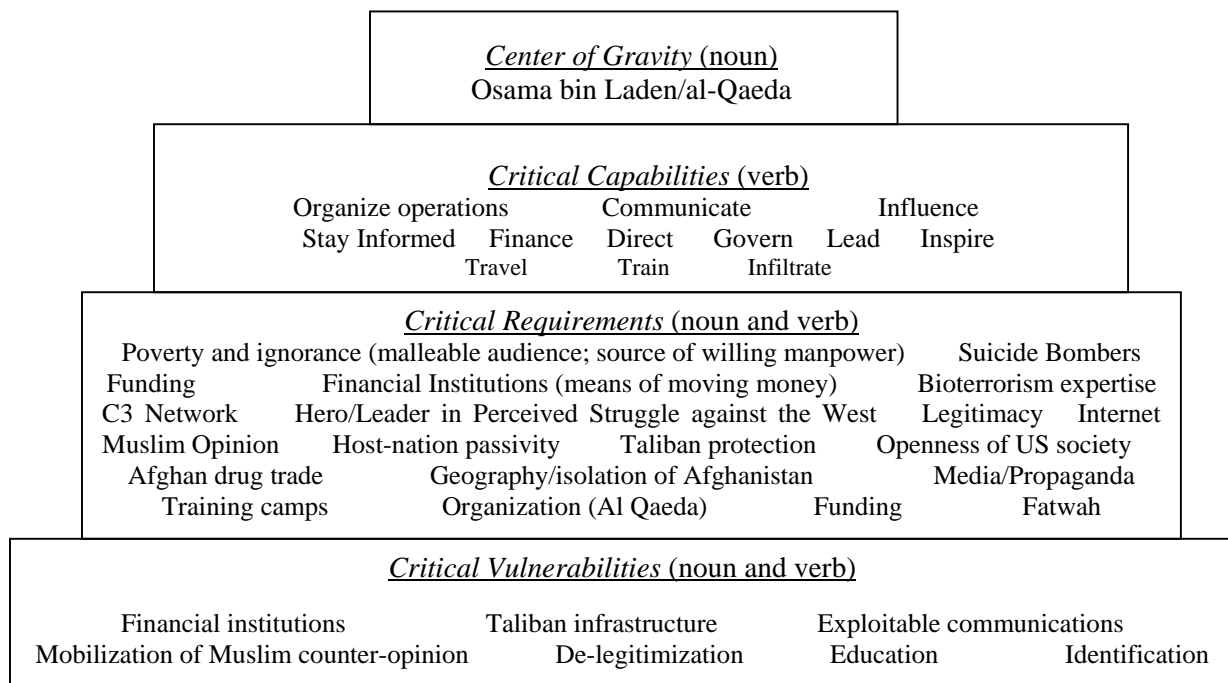 Center of Gravity (noun)
Osama bin Laden/al-Qaeda
Critical Capabilities (verb)
Organize operations Communicate Influence
Stay Informed Finance Direct Govern Lead Inspire
Travel Train Infiltrate
Critical Requirements (noun and verb)
Poverty and ignorance (malleable audience; source of willing manpower) Suicide Bombers
Funding Financial Institutions (means of moving money) Bioterrorism expertise
C3 Network Hero/Leader in Perceived Struggle against the West Legitimacy Internet
Muslim Opinion Host-nation passivity Taliban protection Openness of US society
Afghan drug trade Geography/isolation of Afghanistan Media/Propaganda
Training camps Organization (Al Qaeda) Funding Fatwah
Critical Vulnerabilities (noun and verb)
Financial institutions Taliban infrastructure Exploitable communications
Mobilization of Muslim counter-opinion De-legitimization Education Identification